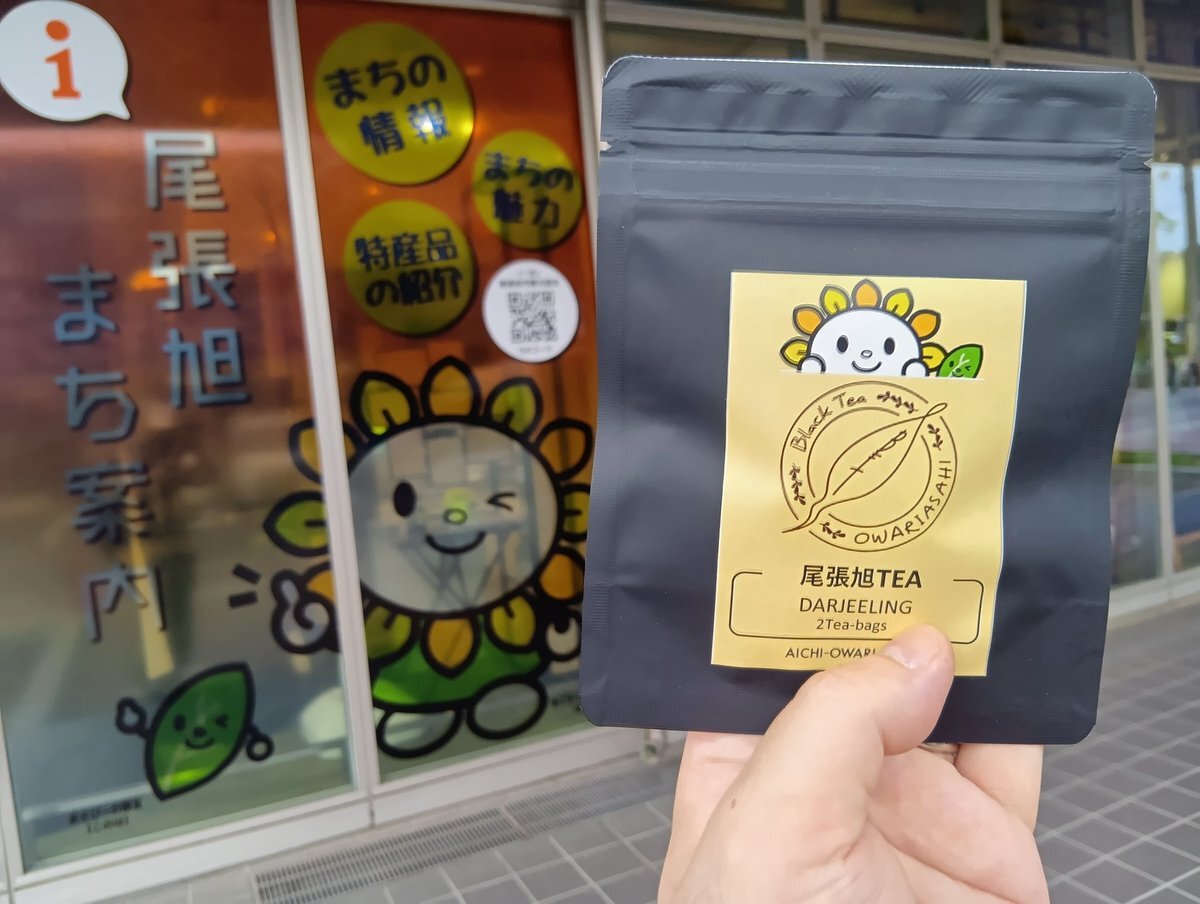 i
尾張旭
まち案内
まちの
情報
まちの
魅力
特産品
の紹介
Black Tea
OWARIASAHI
尾張旭TEA
DARJEELING
2Tea-bags